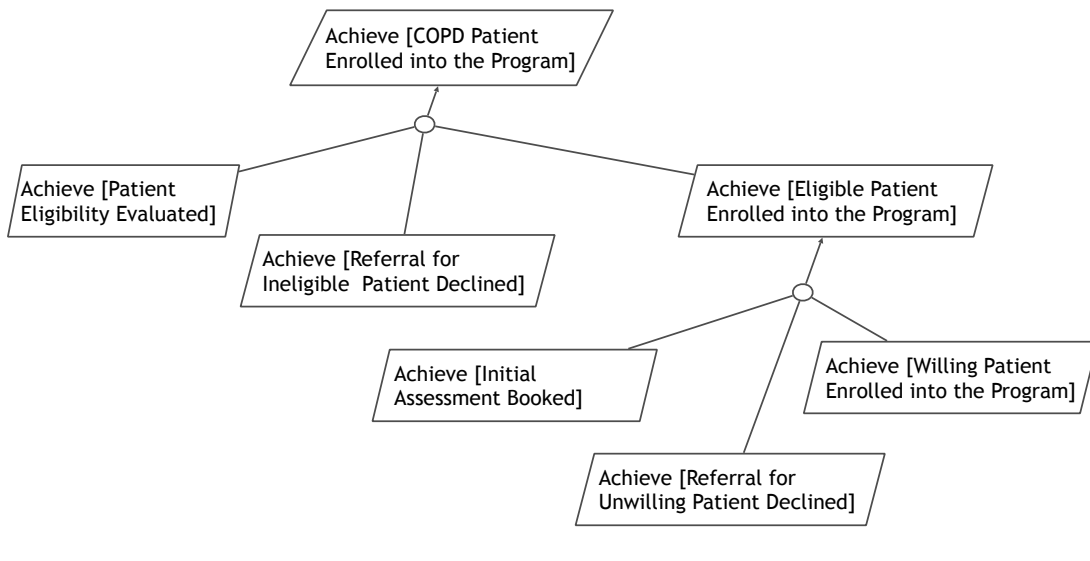 Achieve [COPD Patient
Enrolled into the Program]
Achieve [Patient
Eligibility Evaluated]
Achieve [Eligible Patient
Enrolled into the Program]
Achieve [Referral for
Ineligible  Patient Declined]
Achieve [Initial
Assessment Booked]
Achieve [Willing Patient
Enrolled into the Program]
Achieve [Referral for
Unwilling Patient Declined]